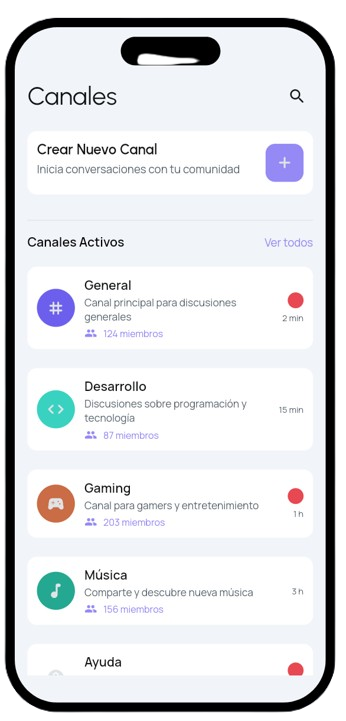 Canales
Crear Nuevo Canal
Inicia conversaciones con tu comunidad
Canales Activos
Ver todos
General
Canal principal para discusiones
generales
2 min
124 miembros
Desarrollo
Discusiones sobre programación y
tecnología
15 min
87 miembros
Gaming
Canal para gamers y entretenimiento
1 h
203 miembros
Música
Comparte y descubre nueva música
3 h
156 miembros
Ayuda